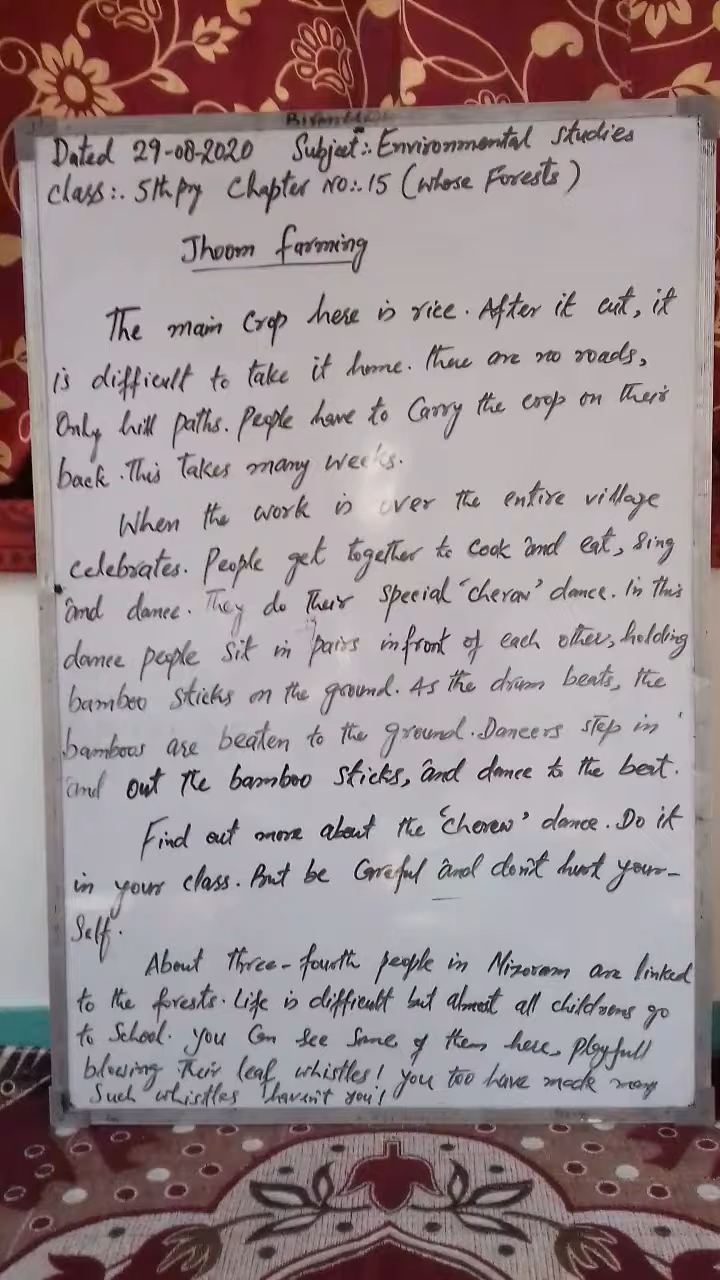 Dated 29-08-2020 Subject:. Environmental studies
class:. 5th pry Chapter No:. 15 (whose Forests)
Jhoom farming
The main Crop here is rice. After it cut, it
is difficult to take it home. there are no roads,
Only hill paths. People have to Carry the crop on their
back. This takes many weeks.
When the work is over the entire village
celebrates. People get together to cook and eat, sing
and dance. They do their special 'cheraw' dance. In this
dance people sit in pairs infront of each other, holding
bamboo sticks on the ground. As the drum beats, the
bamboos are beaten to the ground. Dancers step in
and out the bamboo sticks, and dance to the beat.
Find out more about the 'cherew' dance. Do it
in your class. But be Careful and don't hurt your-
Self.
About three-fourth people in Mizoram are linked
to the forests. Life is difficult but almost all childrens go
to School. you Can See Some of them here, Playfull
blowing their leaf whistles! you too have made many
Such whistles haven't you!